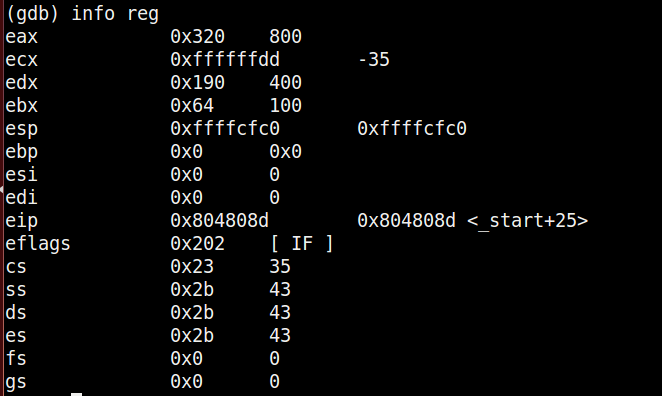 (gdb) info reg
eax 0x320 800
ecx 0xffffffdd -35
edx 0x190 400
ebx 0x64 100
esp 0xffffcfc0 0xffffcfc0
ebp 0x0 0x0
esi 0x0 0
edi 0x0 0
eip 0x804808d 0x804808d <_start+25>
eflags 0x202 [ IF ]
cs 0x23 35
ss 0x2b 43
ds 0x2b 43
es 0x2b 43
fs 0x0 0
gs 0x0 0